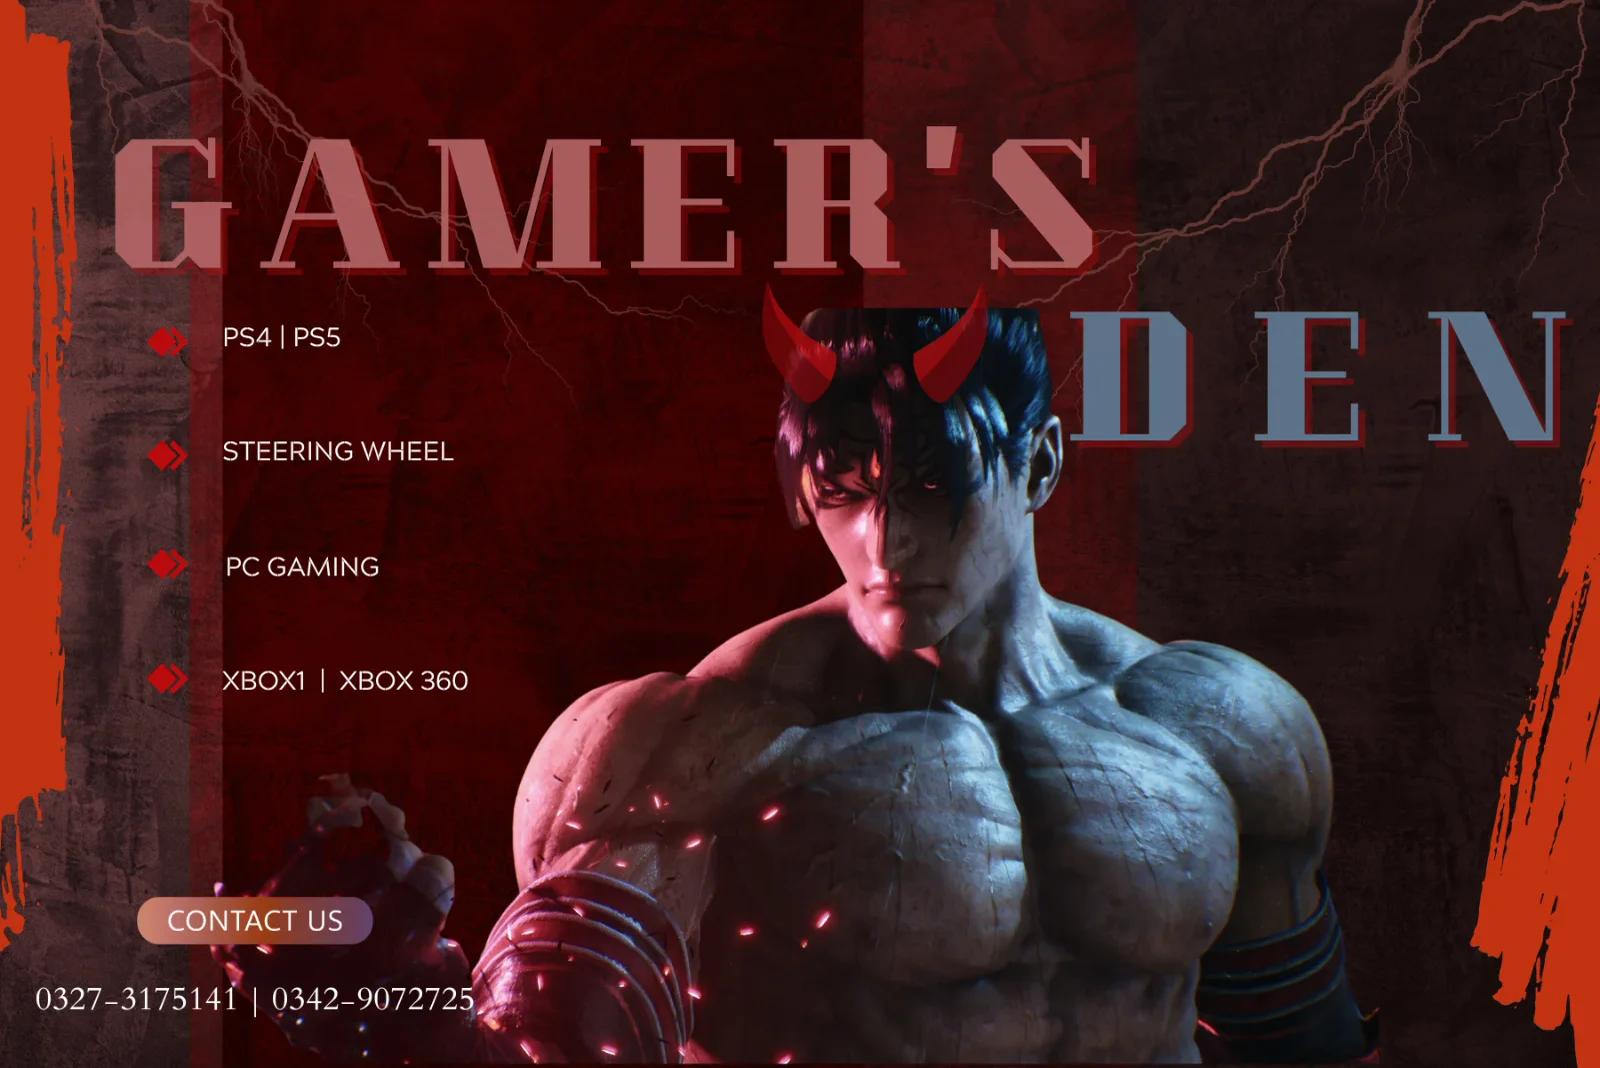 GAMER'S
DEN
PS4 | PS5
STEERING WHEEL
PC GAMING
XBOX1 | XBOX 360
CONTACT US
0327-3175141 | 0342-9072725